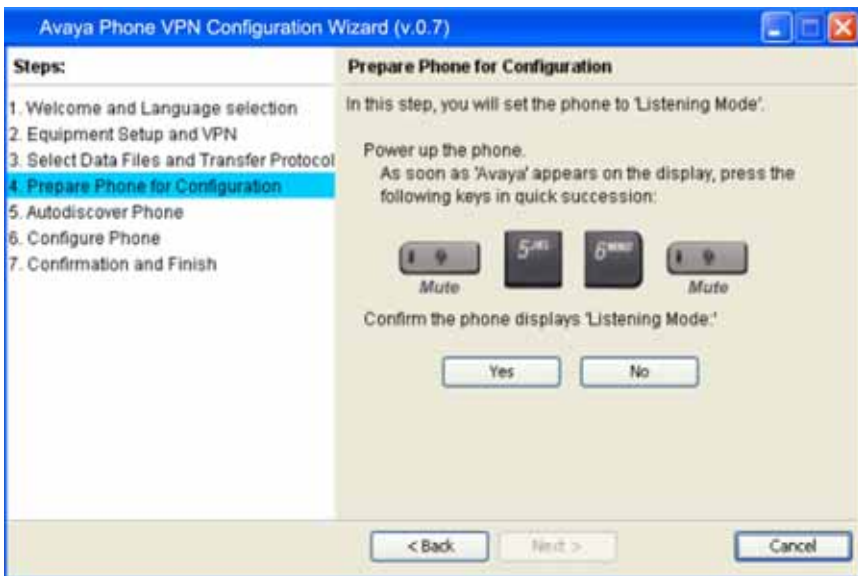 Avaya Phone VPN Configuration Wizard (v.0.7)
Steps:
1. Welcome and Language selection
2. Equipment Setup and VPN
3. Select Data Files and Transfer Protocol
4. Prepare Phone for Configuration
5. Autodiscover Phone
6. Configure Phone
7. Confirmation and Finish
Prepare Phone for Configuration
In this step, you will set the phone to 'Listening Mode'.
Power up the phone.
As soon as 'Avaya' appears on the display, press the
following keys in quick succession:
5 JKL 6 MNO
Mute Mute
Confirm the phone displays 'Listening Mode:'
Yes No
< Back Next > Cancel